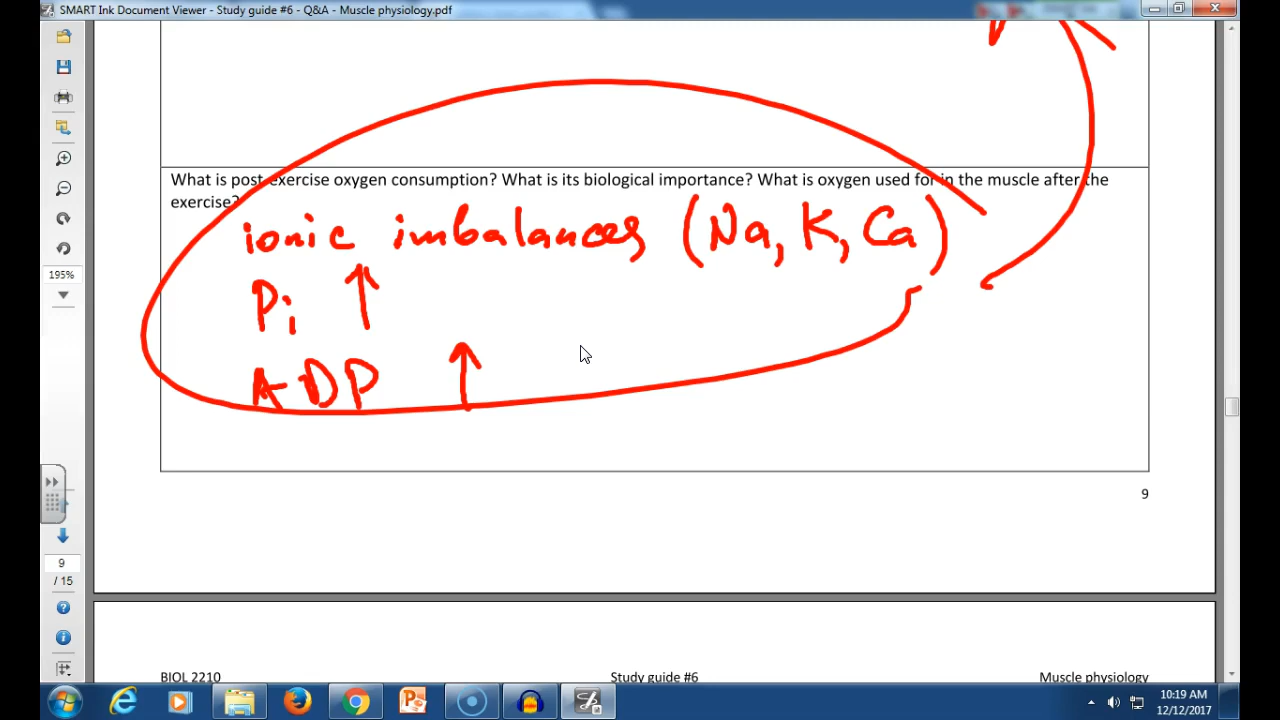 SMART Ink Document Viewer - Study guide #6 - Q&A - Muscle physiology.pdf
What is post-exercise oxygen consumption? What is its biological importance? What is oxygen used for in the muscle after the
exercise?
ionic imbalances (Na, K, Ca)
Pi ↑
ADP ↑
195%
9
9
/ 15
BIOL 2210 Study guide #6 Muscle physiology
10:19 AM
12/12/2017